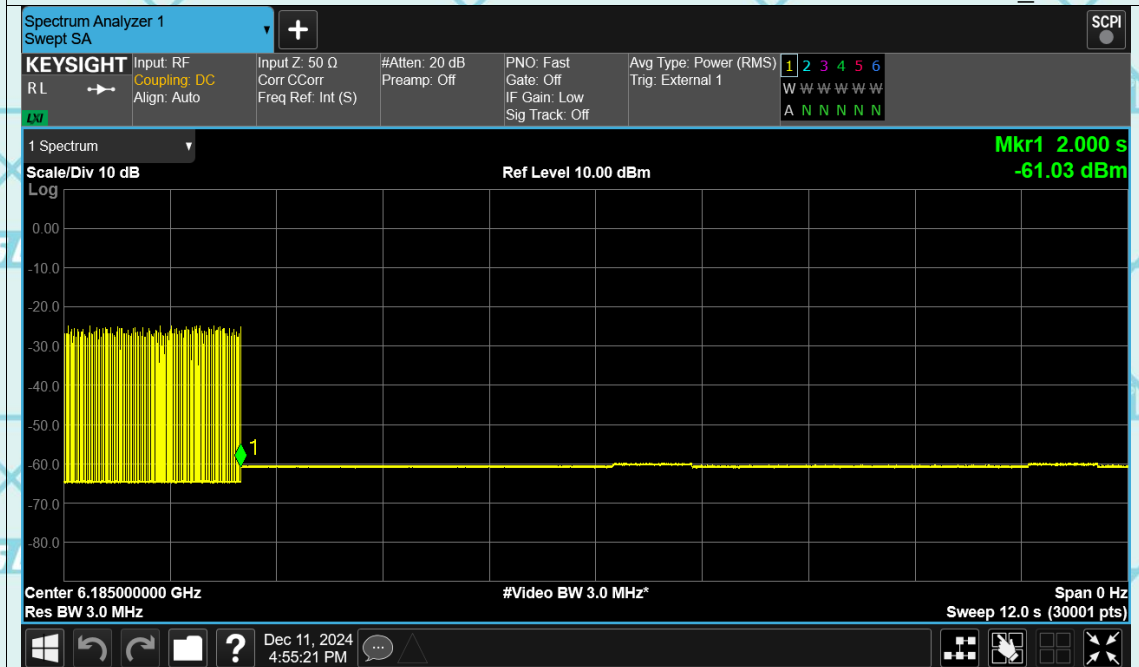 Spectrum Analyzer 1
Swept SA
+
SCPI
KEYSIGHT
RL
LXI
Input: RF
Coupling: DC
Align: Auto
Input Z: 50 Ω
Corr CCorr
Freq Ref: Int (S)
#Atten: 20 dB
Preamp: Off
PNO: Fast
Gate: Off
IF Gain: Low
Sig Track: Off
Avg Type: Power (RMS)
Trig: External 1
1 2 3 4 5 6
W W W W W W
A N N N N N
1 Spectrum
Mkr1 2.000 s
-61.03 dBm
Scale/Div 10 dB
Ref Level 10.00 dBm
Log
0.00
-10.0
-20.0
-30.0
-40.0
-50.0
1
-60.0
-70.0
-80.0
Center 6.185000000 GHz
#Video BW 3.0 MHz*
Span 0 Hz
Res BW 3.0 MHz
Sweep 12.0 s (30001 pts)
?
Dec 11, 2024
4:55:21 PM